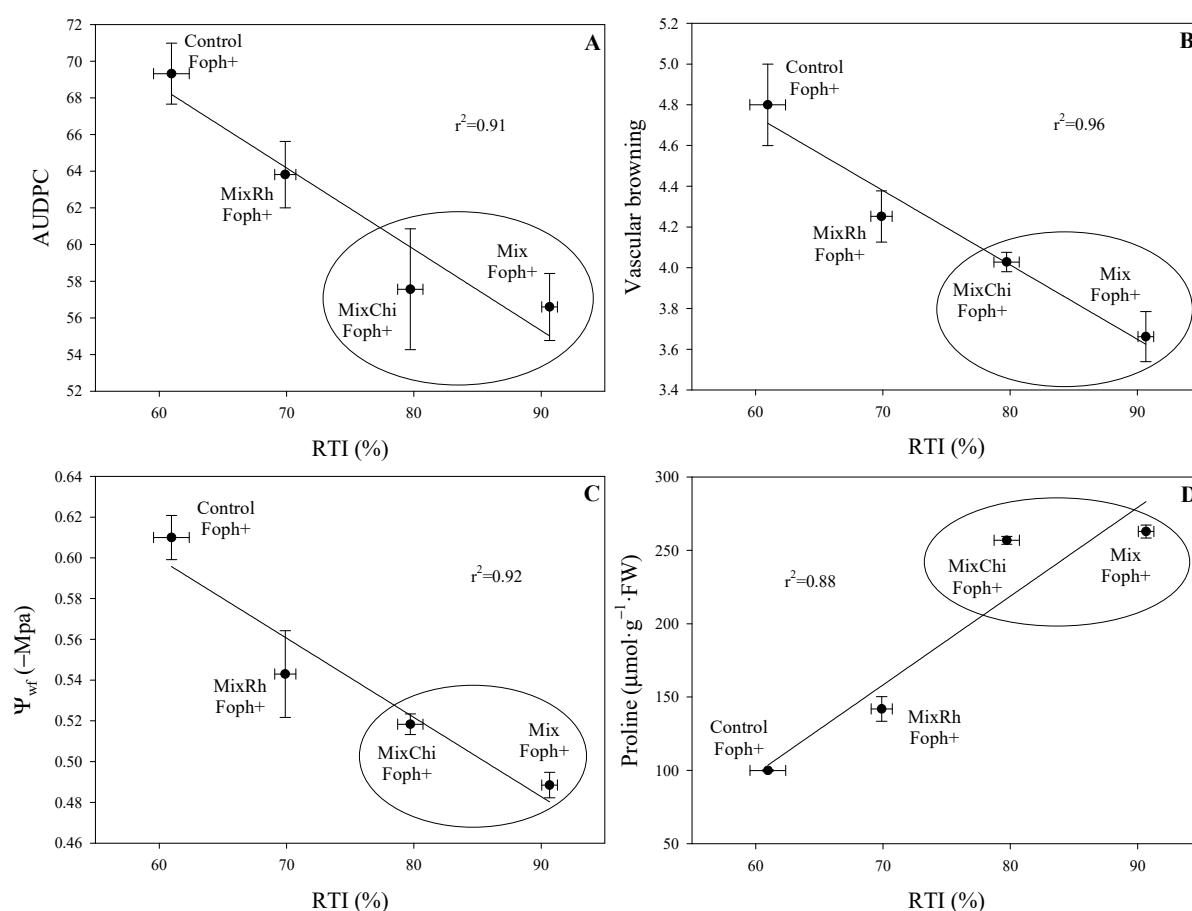 A
72
70
68
66
64
62
60
58
56
54
52
AUDPC
Control
Foph+
MixRh
Foph+
MixChi
Foph+
Mix
Foph+
r²=0.91
60
70
80
90
RTI (%)
B
5.2
5.0
4.8
4.6
4.4
4.2
4.0
3.8
3.6
3.4
Vascular browning
Control
Foph+
MixRh
Foph+
MixChi
Foph+
Mix
Foph+
r²=0.96
60
70
80
90
RTI (%)
C
0.64
0.62
0.60
0.58
0.56
0.54
0.52
0.50
0.48
0.46
Ψwf (−Mpa)
Control
Foph+
MixRh
Foph+
MixChi
Foph+
Mix
Foph+
r²=0.92
60
70
80
90
RTI (%)
D
300
250
200
150
100
50
Proline (μmol·g⁻¹·FW)
Control
Foph+
MixRh
Foph+
MixChi
Foph+
Mix
Foph+
r²=0.88
60
70
80
90
RTI (%)